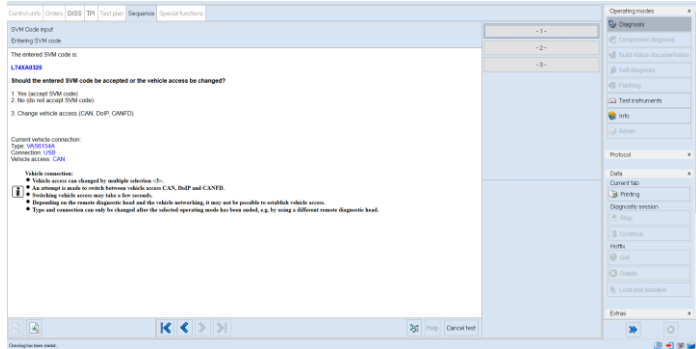 Control units Orders DISS TPI Test plan Sequence Special functions
SVM Code input
Entering SVM code
The entered SVM code is:
L74XA0326
Should the entered SVM code be accepted or the vehicle access be changed?
1. Yes (accept SVM code)
2. No (do not accept SVM code)
3. Change vehicle access (CAN, DoIP, CANFD)
Current vehicle connection:
Type: VAS6154A
Connection: USB
Vehicle access: CAN
Vehicle connection:
• Vehicle access can changed by multiple selection <3>.
• An attempt is made to switch between vehicle access CAN, DoIP and CANFD.
• Switching vehicle access may take a few seconds.
• Depending on the remote diagnostic head and the vehicle networking, it may not be possible to establish vehicle access.
• Type and connection can only be changed after the selected operating mode has been ended, e.g. by using a different remote diagnostic head.
- 1 -
- 2 -
- 3 -
Help
Cancel test
Checking has been started...
Operating modes
Diagnosis
Component diagnosis
Build status documentation
Self diagnosis
Flashing
Test instruments
Info
Admin
Protocol
Data
Current tab
Printing
Diagnostic session
Stop
Continue
Hotfix
Get
Delete
Load test baseline
Extras